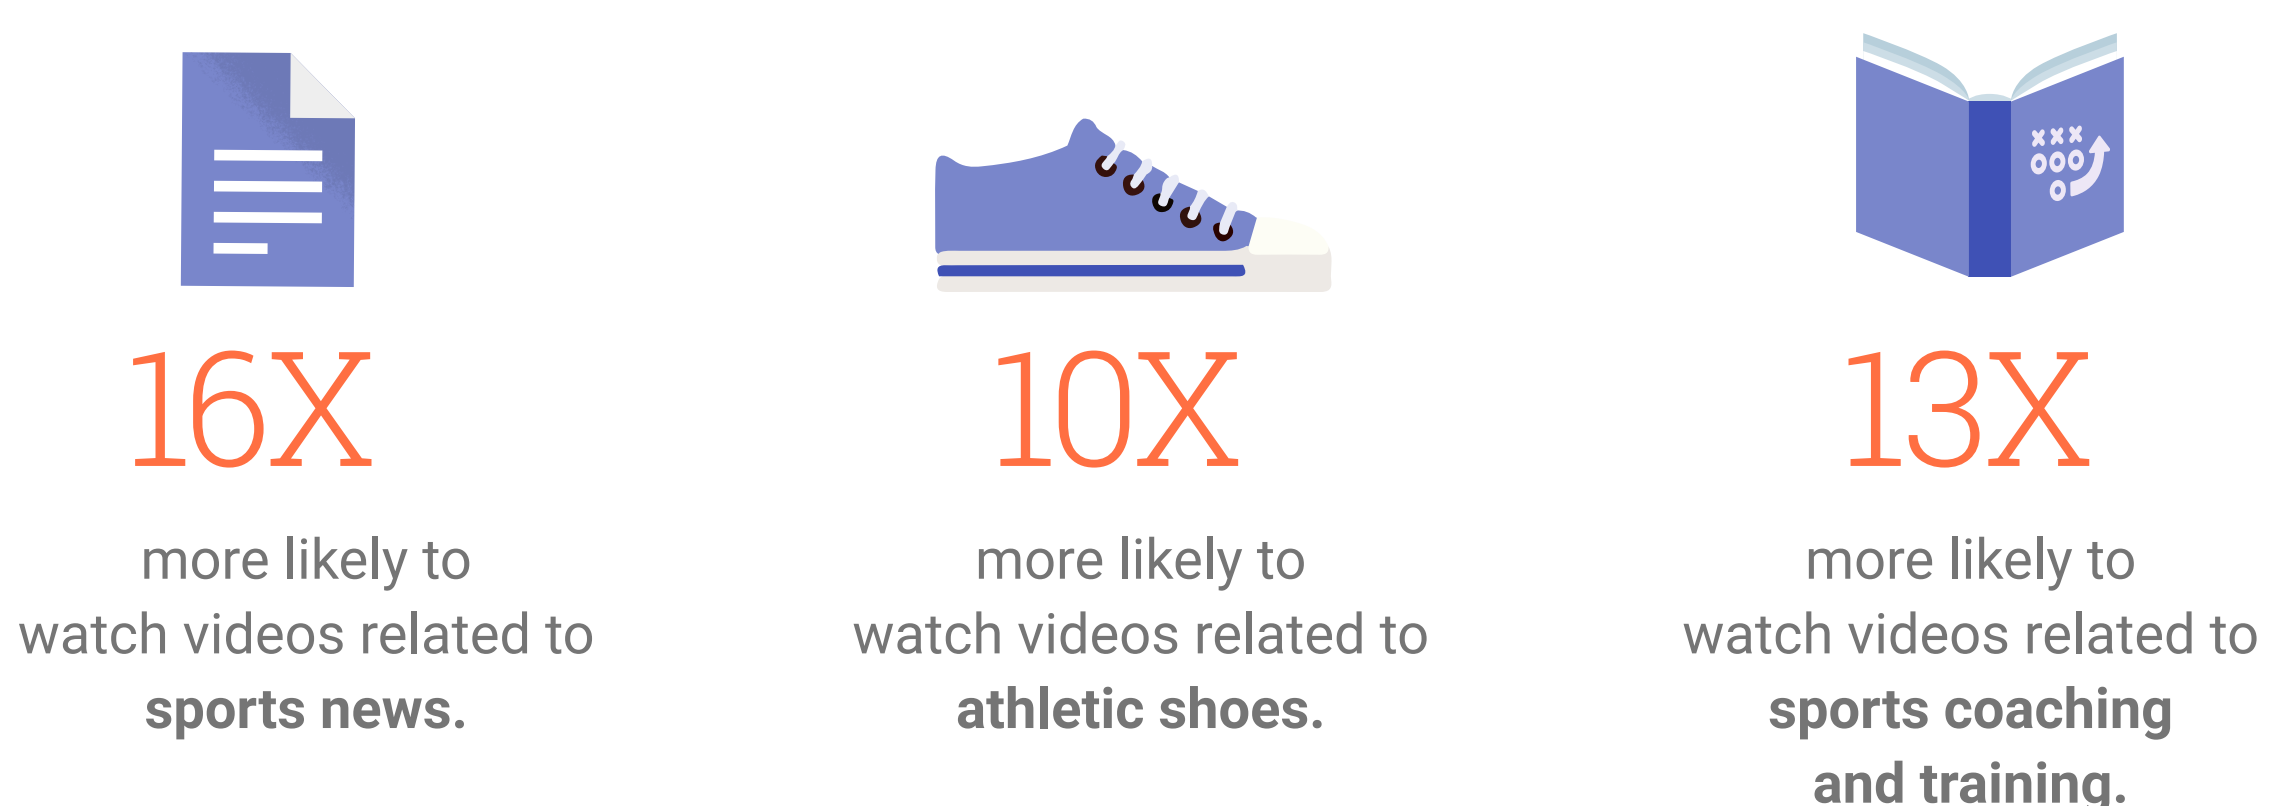 16X
more likely to
watch videos related to
sports news.
10X
more likely to
watch videos related to
athletic shoes.
13X
more likely to
watch videos related to
sports coaching
and training.